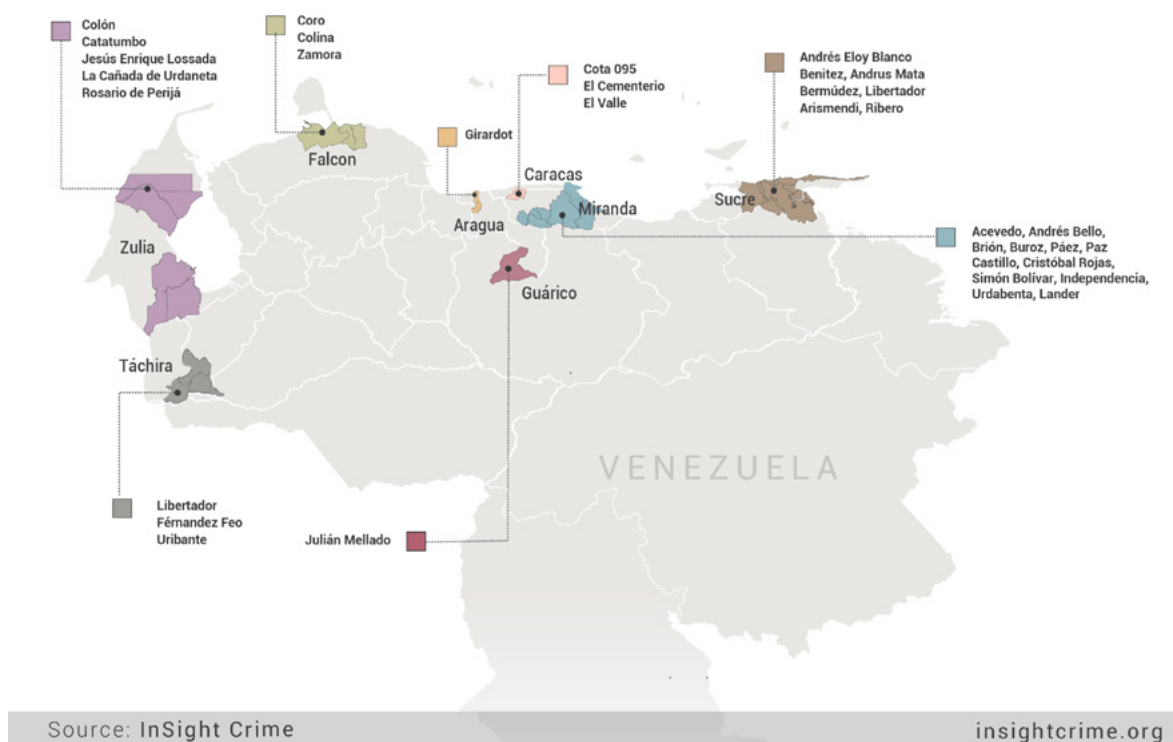 Colón
Catatumbo
Jesús Enrique Lossada
La Cañada de Urdaneta
Rosario de Perijá
Coro
Colina
Zamora
Cota 095
El Cementerio
El Valle
Andrés Eloy Blanco
Benitez, Andrus Mata
Bermúdez, Libertador
Arismendi, Ribero
Girardot
Falcon
Caracas
Aragua
Miranda
Sucre
Zulia
Acevedo, Andrés Bello,
Brión, Buroz, Páez, Paz
Castillo, Cristóbal Rojas,
Simón Bolívar, Independencia,
Urdabenta, Lander
Guárico
Táchira
VENEZUELA
Libertador
Férnandez Feo
Uribante
Julián Mellado
Source: InSight Crime
insightcrime.org